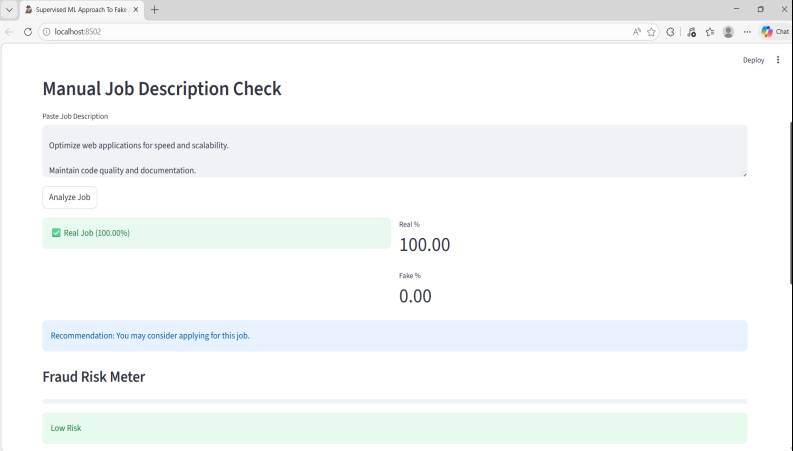 Supervised ML Approach To Fake
localhost:8502
Chat
Deploy
Manual Job Description Check
Paste Job Description
Optimize web applications for speed and scalability.
Maintain code quality and documentation.
Analyze Job
Real Job (100.00%)
Real %
100.00
Fake %
0.00
Recommendation: You may consider applying for this job.
Fraud Risk Meter
Low Risk